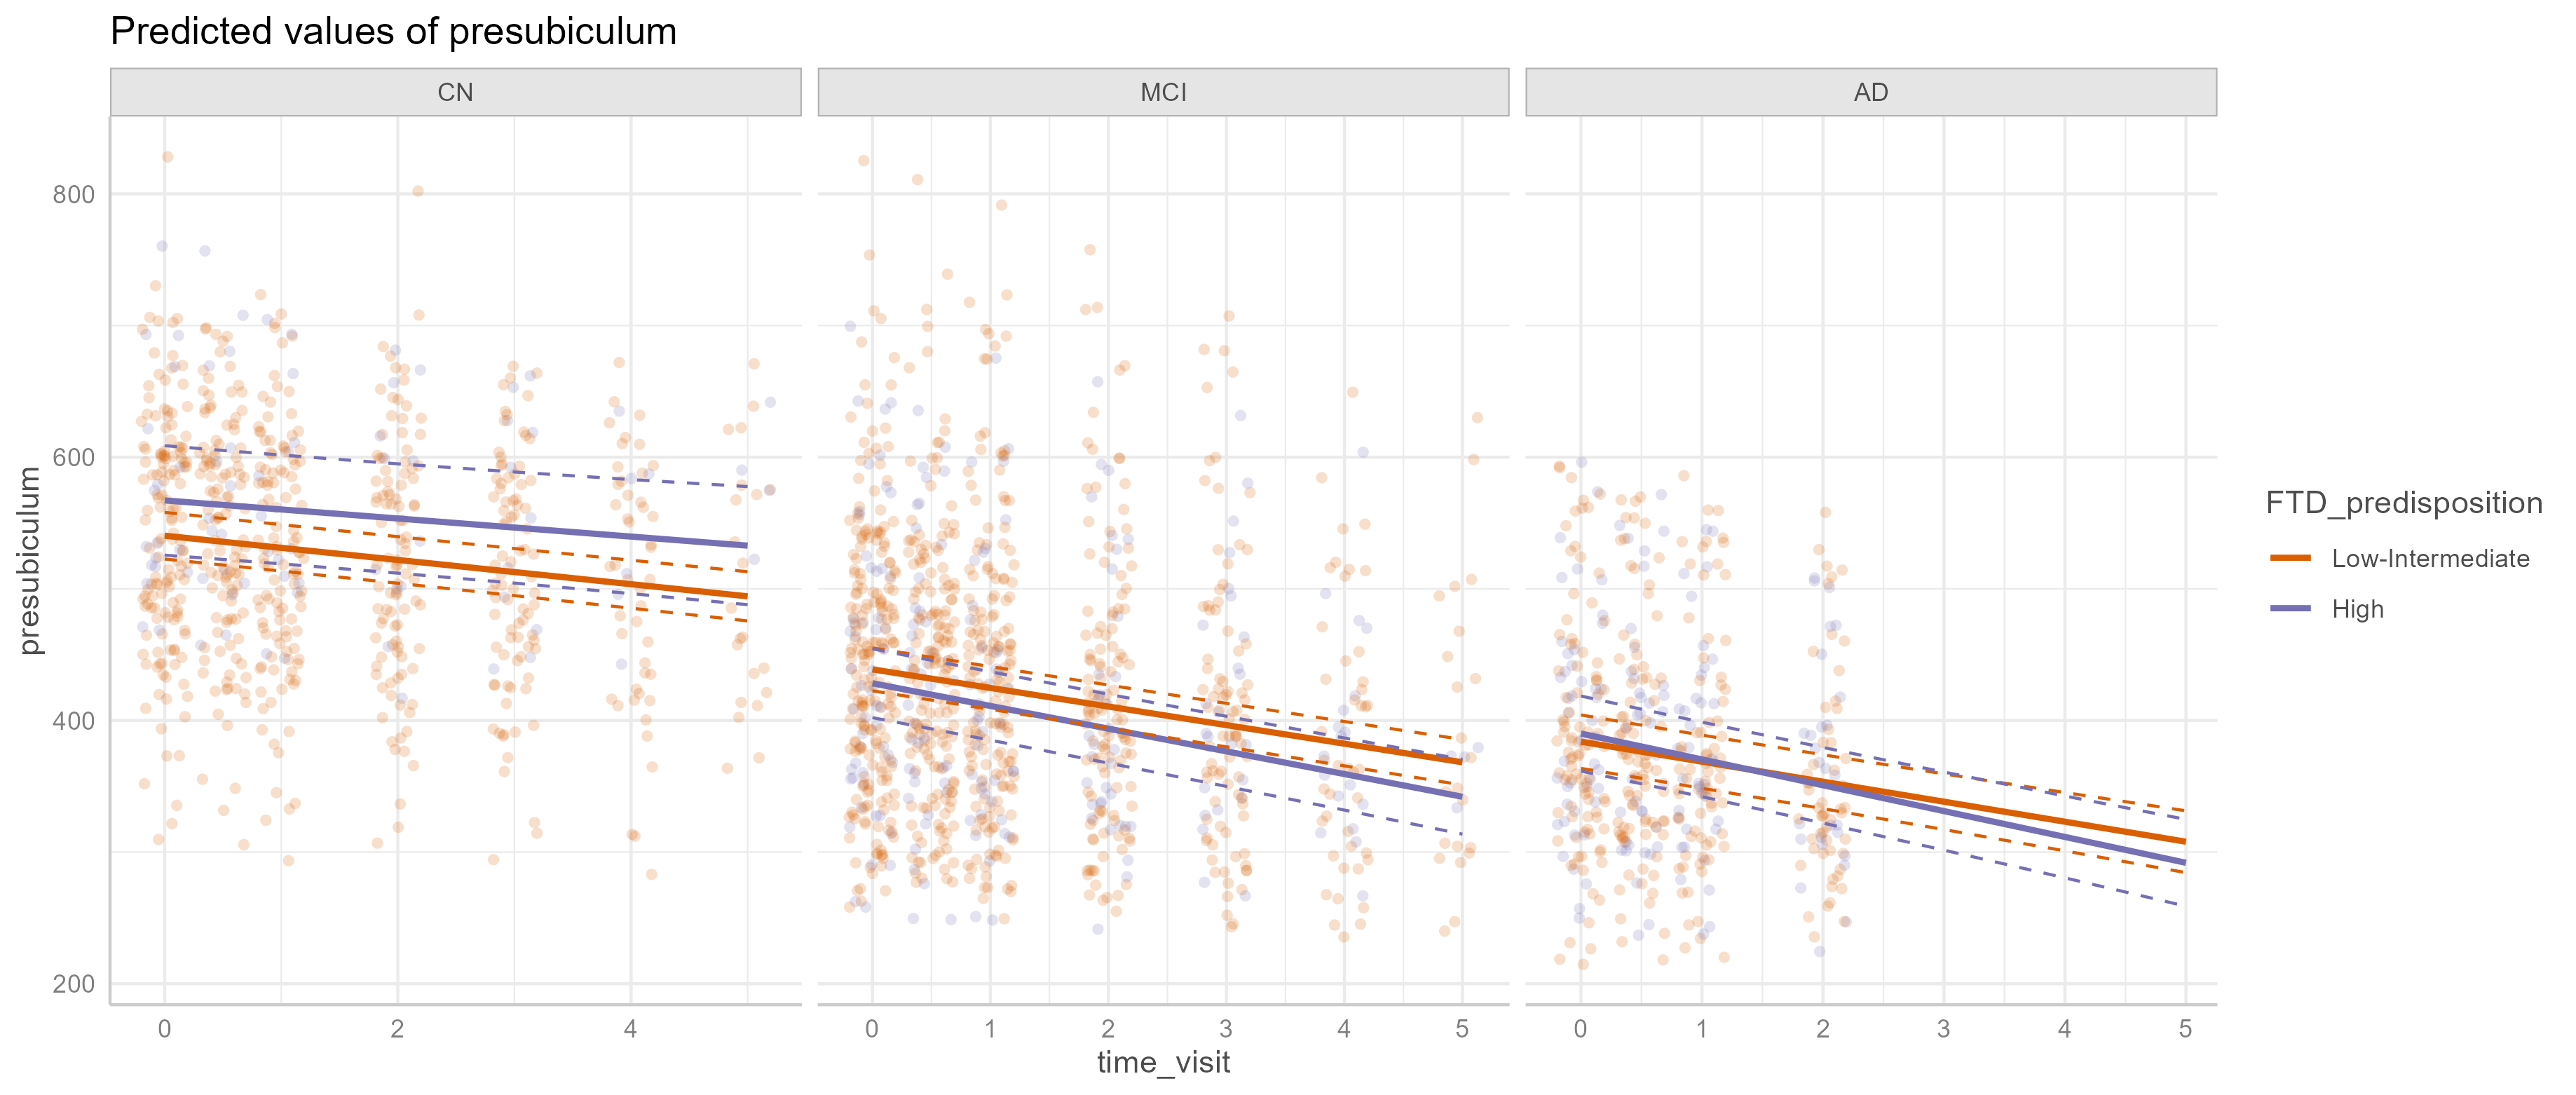 Predicted values of presubiculum
CN
MCI
AD
800
600
400
200
presubiculum
0
2
4
0
1
2
3
4
5
0
1
2
3
4
5
time_visit
FTD_predisposition
Low-Intermediate
High